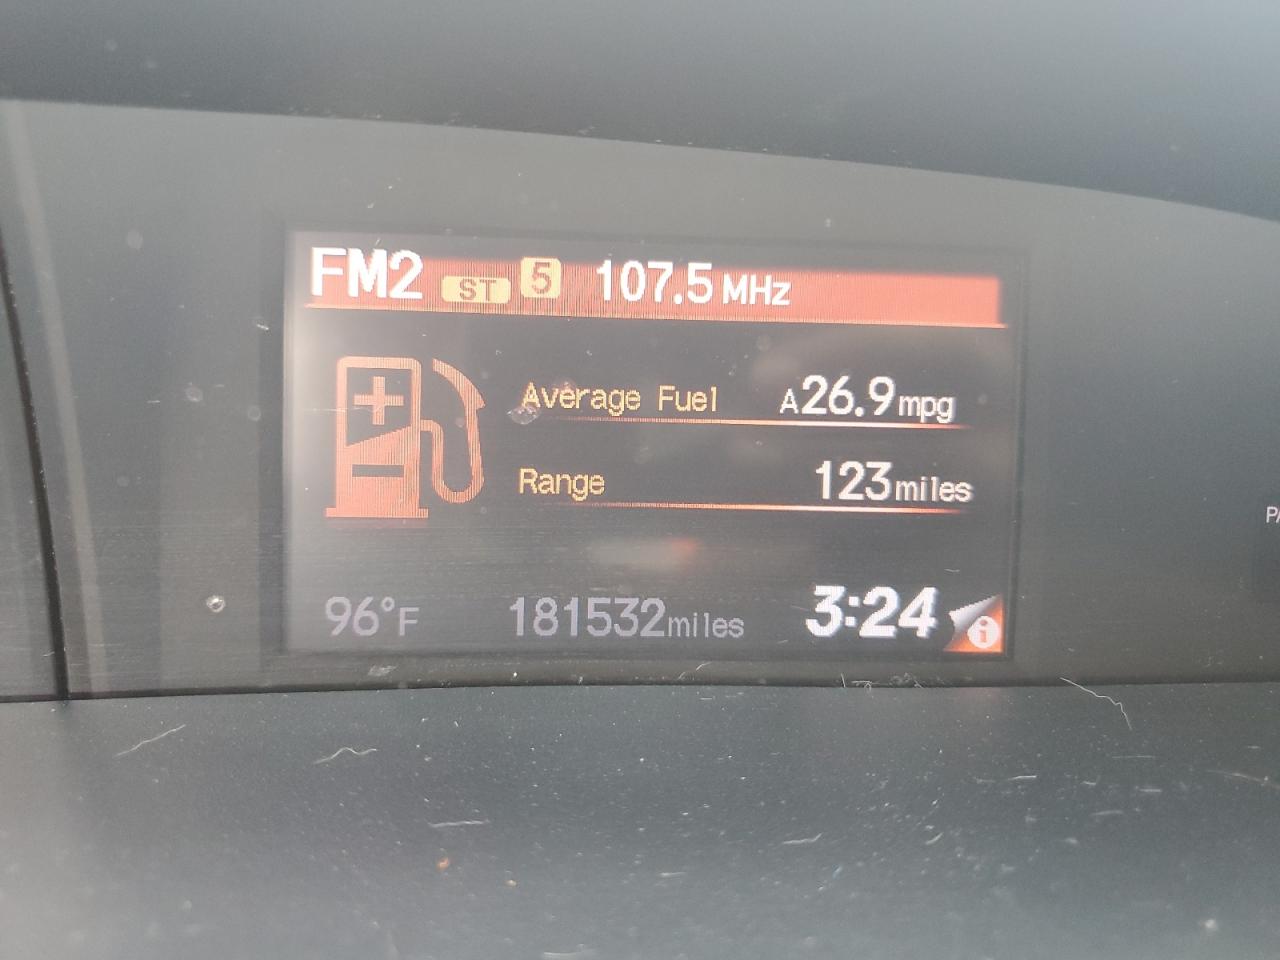 FM2 ST 5 107.5 MHz
Average Fuel A26.9mpg
Range 123miles
96°F 181532miles 3:24 i